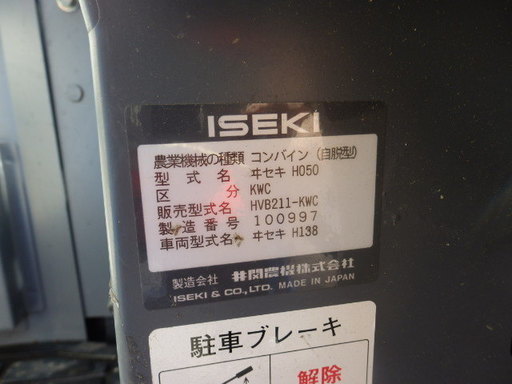 ISEKI
農業機械の種類 コンバイン (自脱型)
型式名 ヰセキ HO50
区分 KWC
販売型式名 HVB211-KWC
製造番号 100997
車両型式名 ヰセキ H138
製造会社 井関農機株式会社
ISEKI & CO., LTD. MADE IN JAPAN
駐車ブレーキ
解除